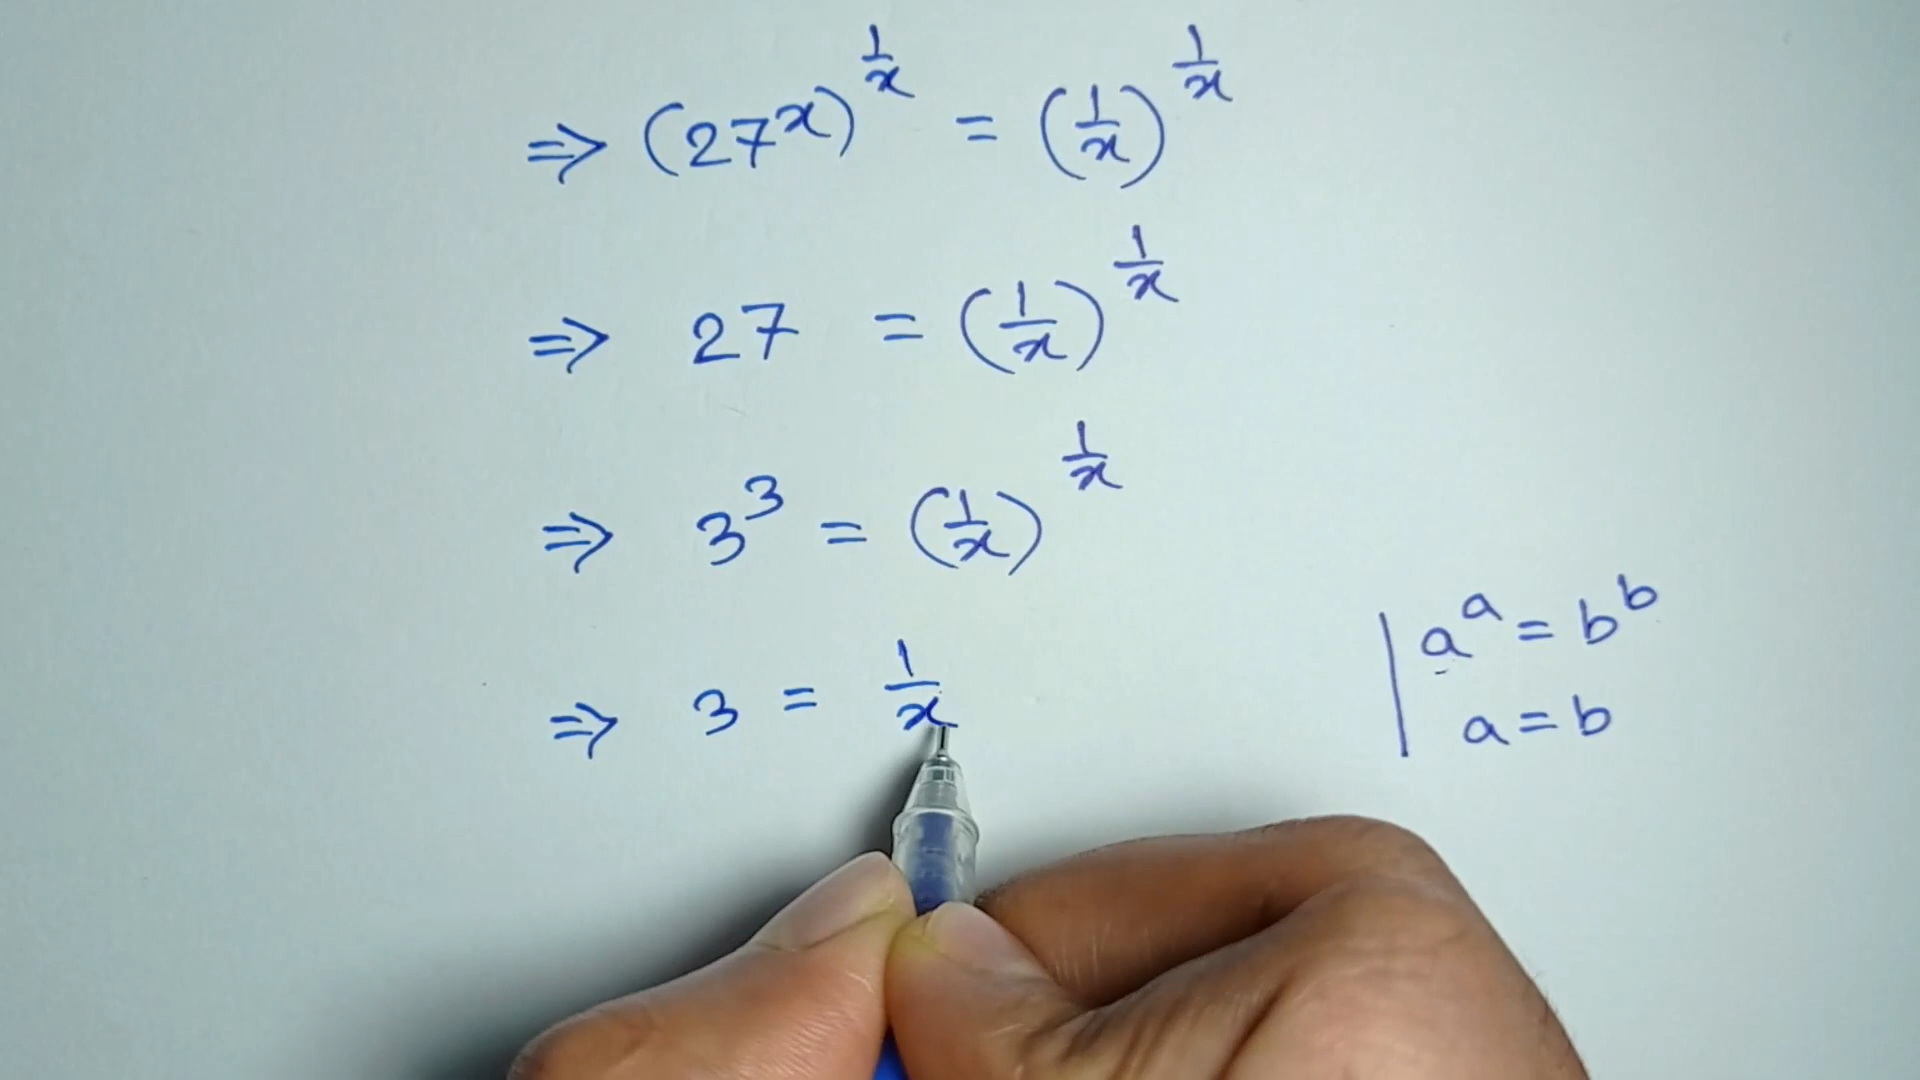 ⇒ (27^x)^(1/x) = (1/x)^(1/x)
⇒ 27 = (1/x)^(1/x)
⇒ 3^3 = (1/x)^(1/x)
⇒ 3 = 1/x
a^a = b^b
a = b